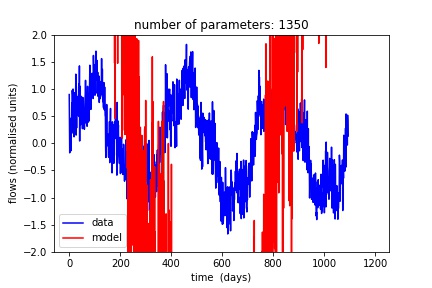 number of parameters: 1350
flows (normalised units)
2.0
1.5
1.0
0.5
0.0
−0.5
−1.0
−1.5
−2.0
data
model
0 200 400 600 800 1000 1200
time (days)